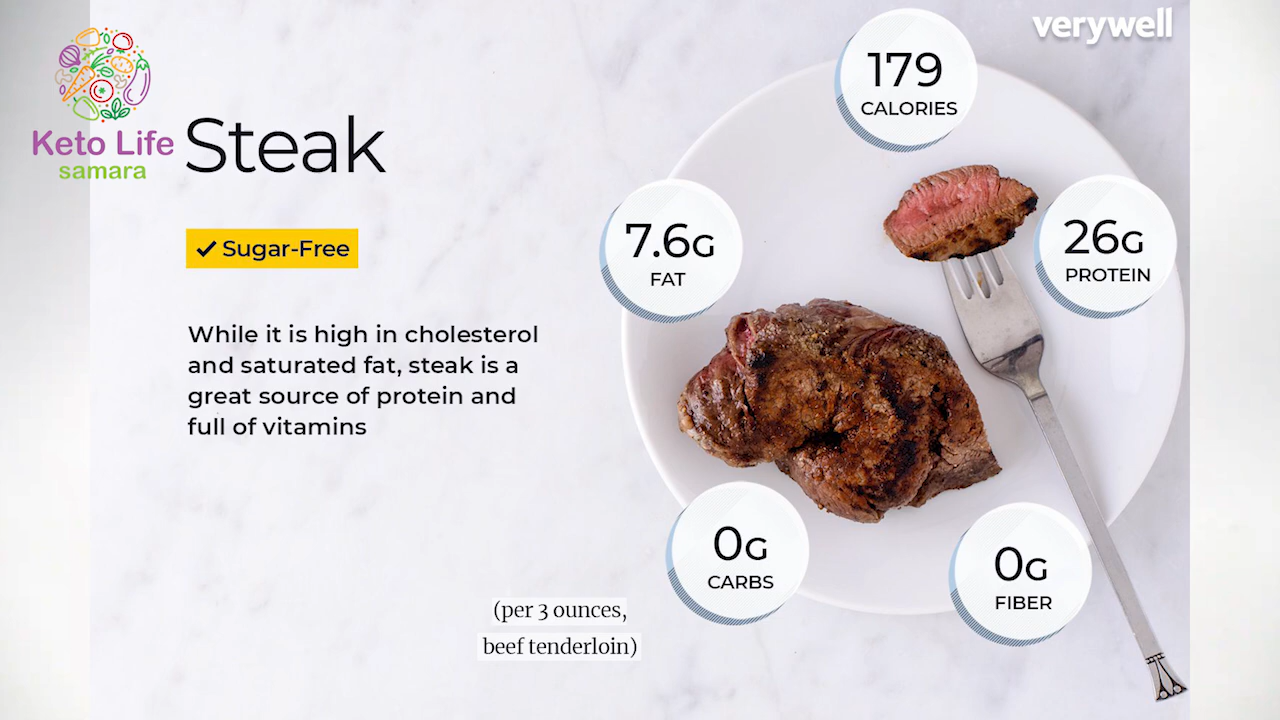 verywell
Keto Life
samara
Steak
✓ Sugar-Free
While it is high in cholesterol
and saturated fat, steak is a
great source of protein and
full of vitamins
179
CALORIES
7.6G
FAT
26G
PROTEIN
0G
CARBS
0G
FIBER
(per 3 ounces,
beef tenderloin)